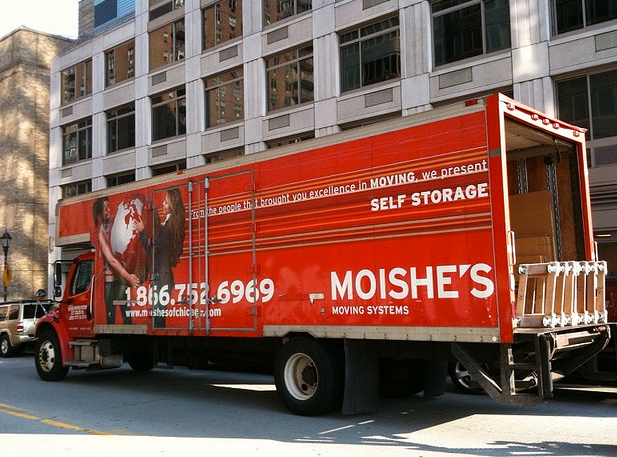 From the people that brought you excellence in MOVING, we present
SELF STORAGE
1.866.752.6969
www.moishesofchicago.com
MOISHE'S
MOVING SYSTEMS